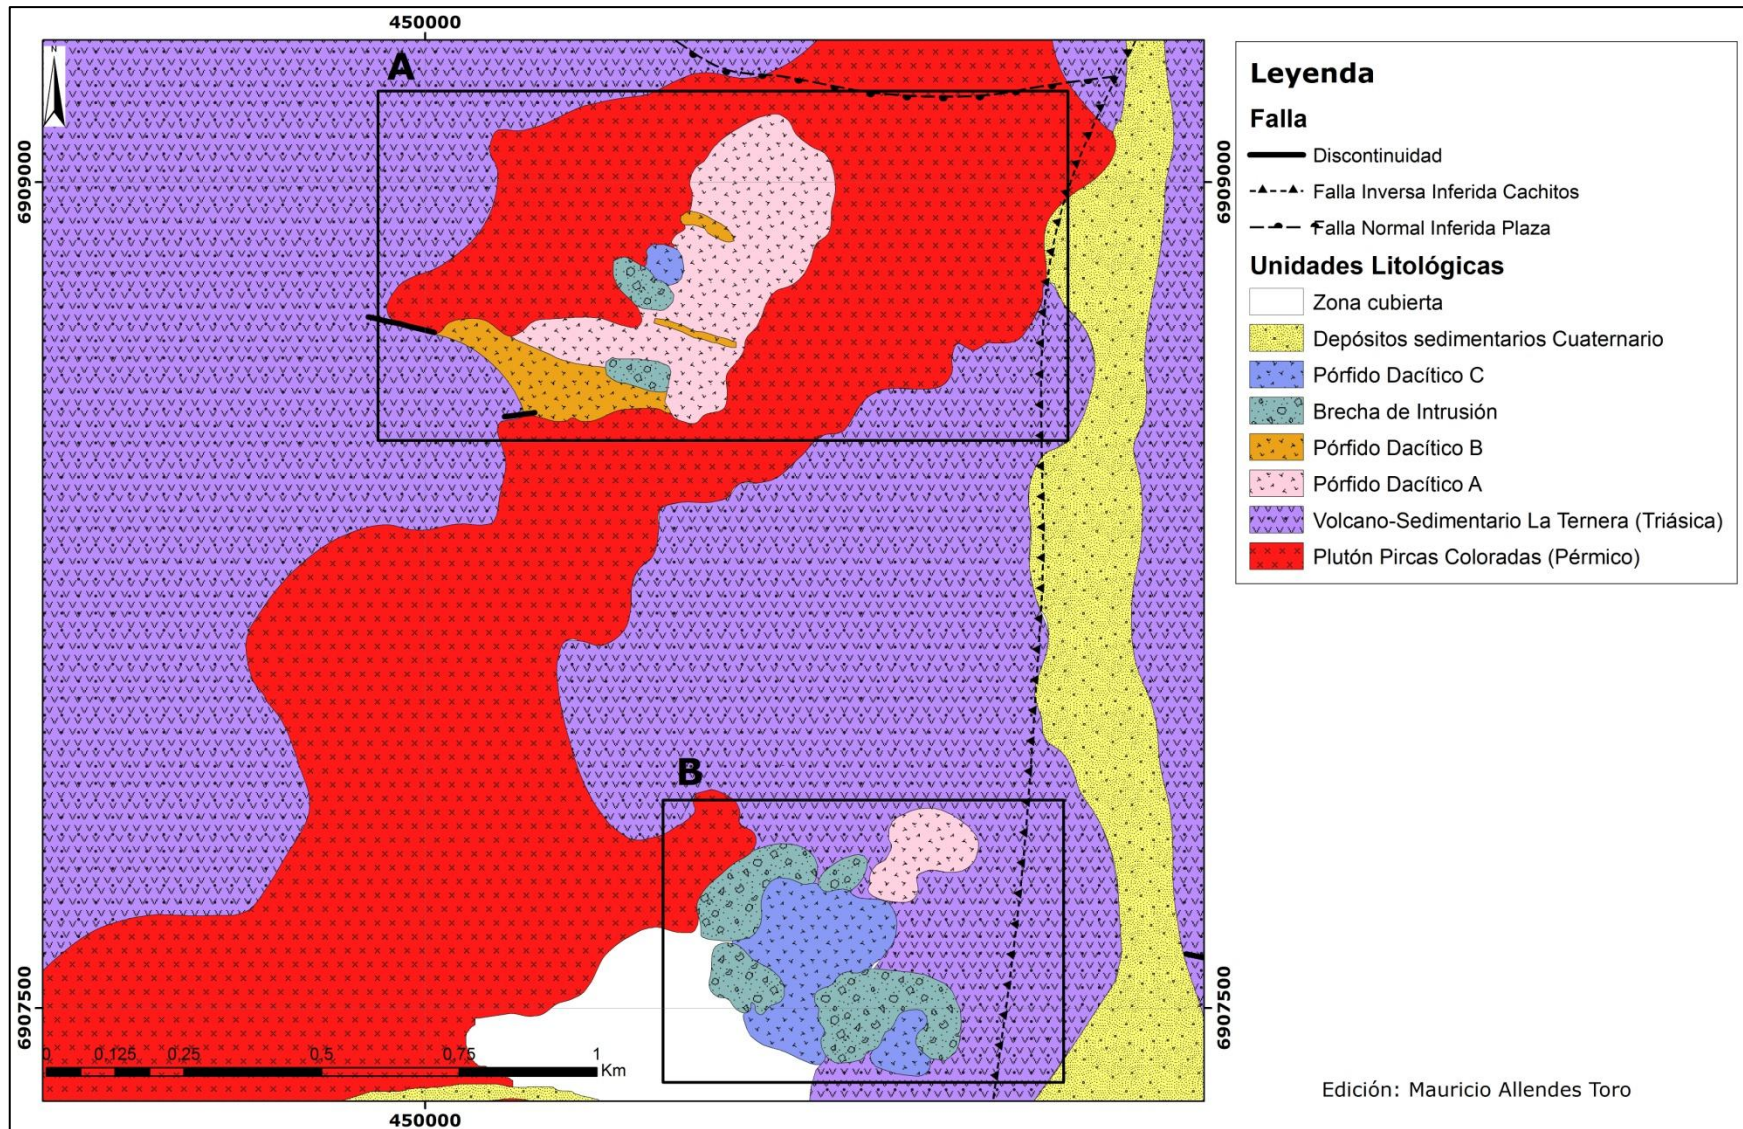 450000
A
N
6909000
6909000
B
6907500
6907500
0 0,125 0,25 0,5 0,75 1
Km
450000
Leyenda
Falla
Discontinuidad
Falla Inversa Inferida Cachitos
Falla Normal Inferida Plaza
Unidades Litológicas
Zona cubierta
Depósitos sedimentarios Cuaternario
Pórfido Dacítico C
Brecha de Intrusión
Pórfido Dacítico B
Pórfido Dacítico A
Volcano-Sedimentario La Ternera (Triásica)
Plutón Pircas Coloradas (Pérmico)
Edición: Mauricio Allendes Toro